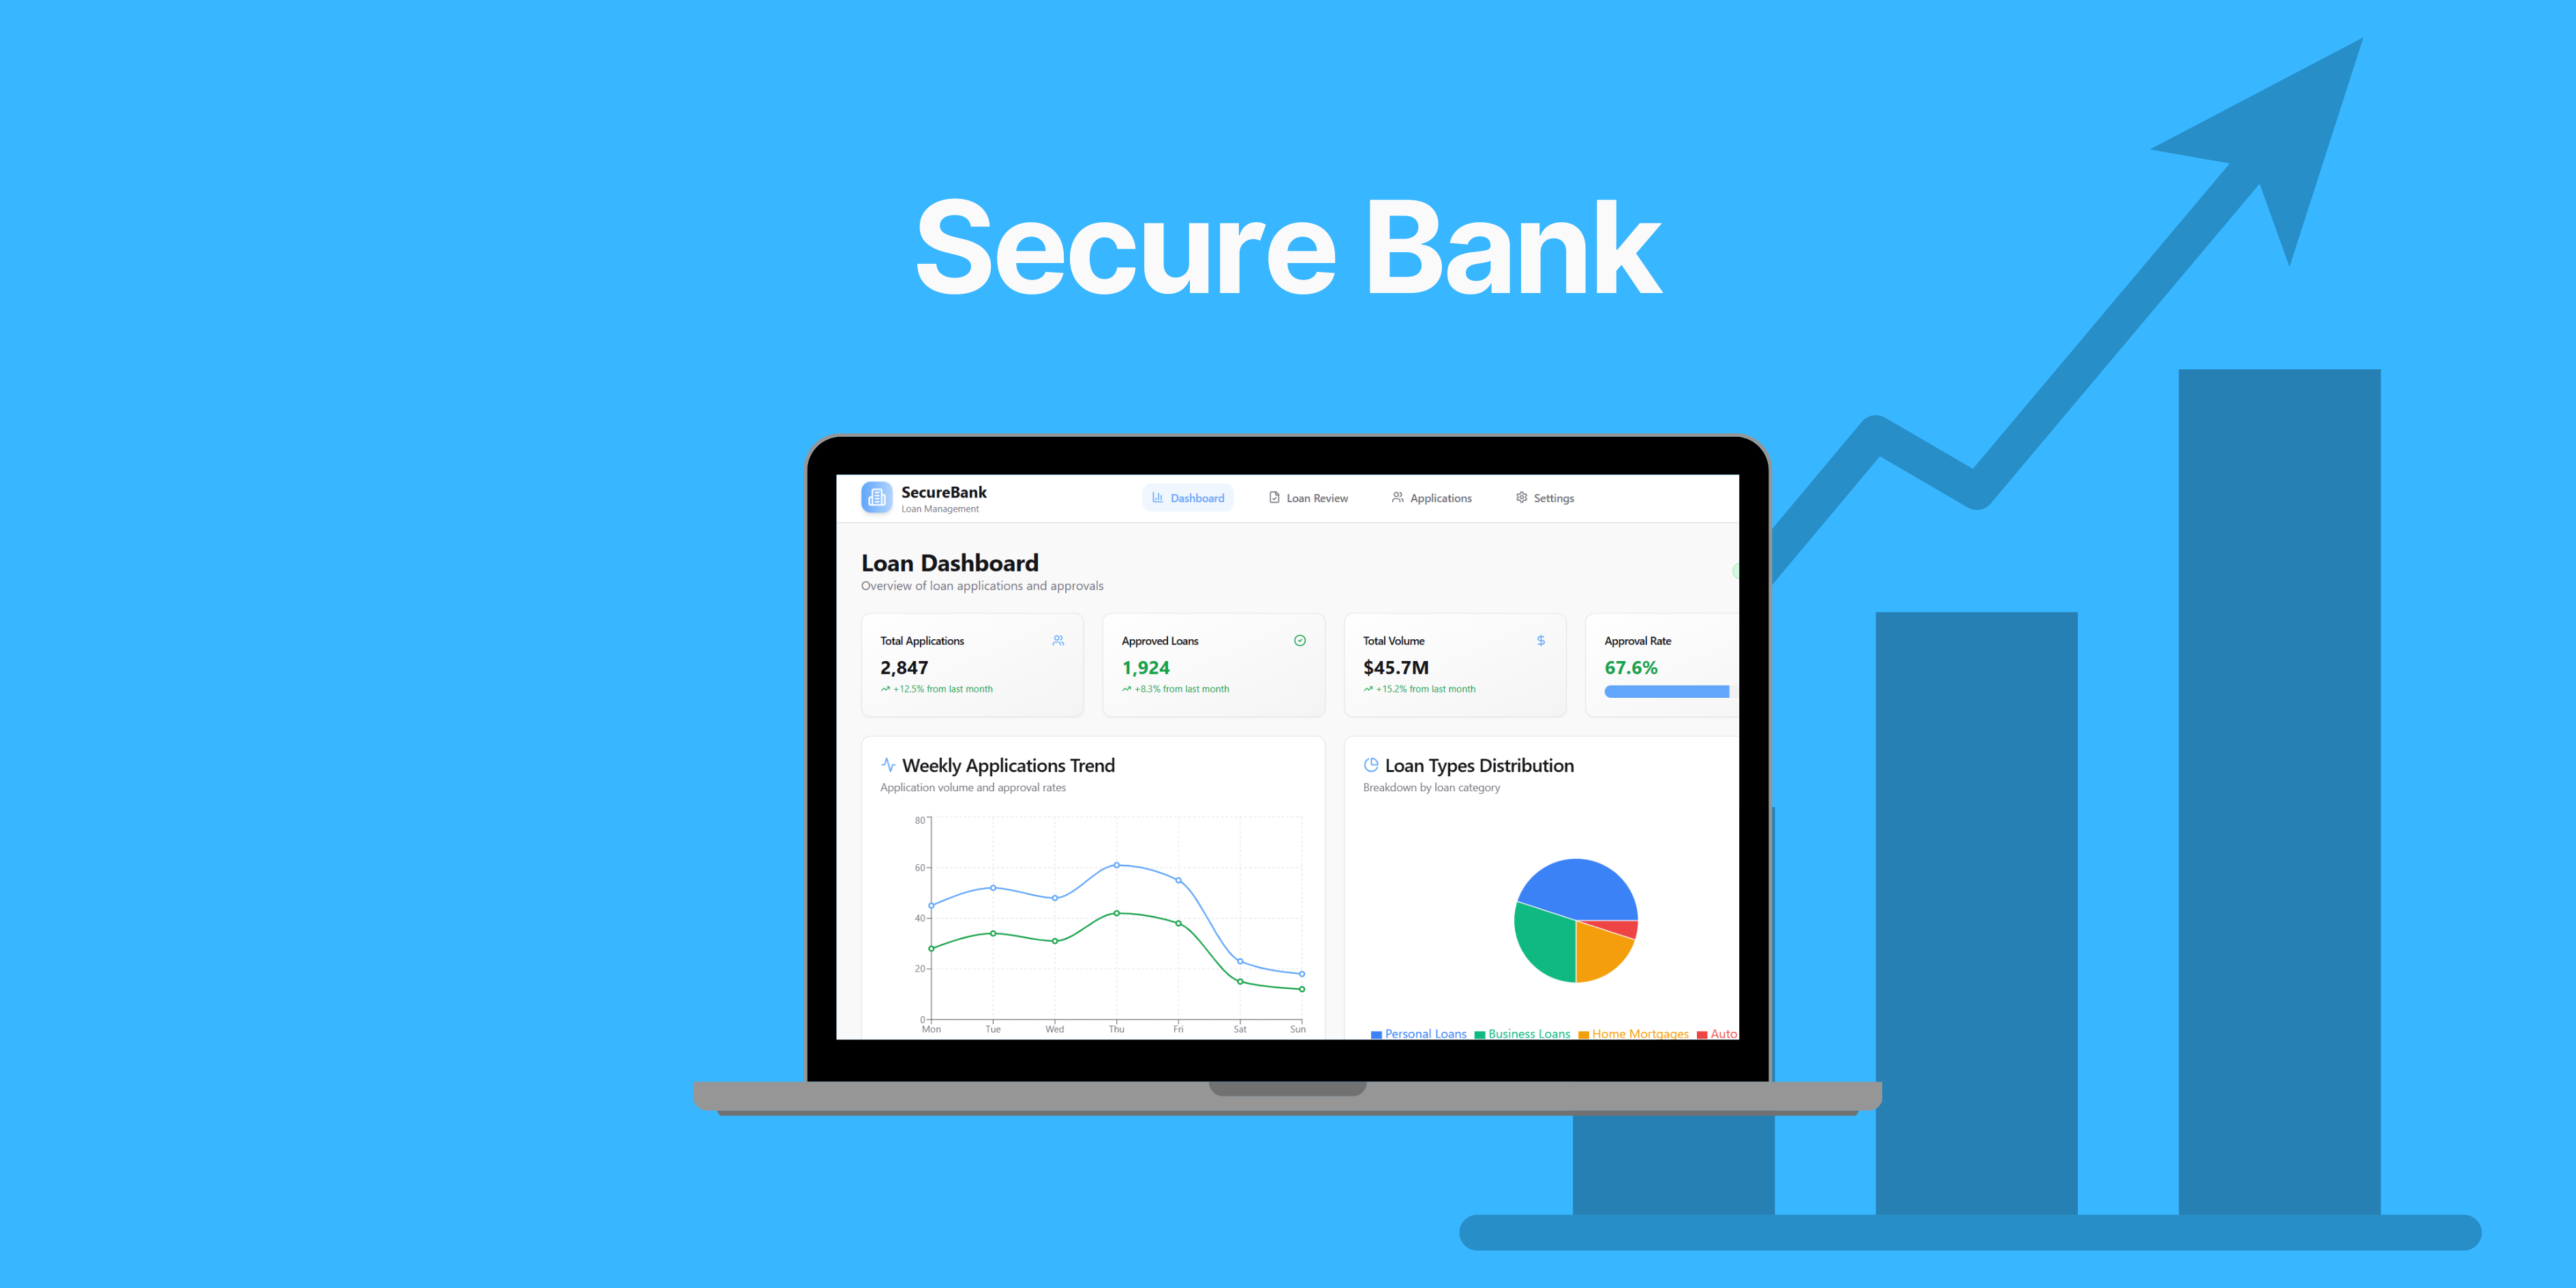 Secure Bank
SecureBank
Loan Management
Dashboard
Loan Review
Applications
Settings
Loan Dashboard
Overview of loan applications and approvals
Total Applications
2,847
+12.5% from last month
Approved Loans
1,924
+8.3% from last month
Total Volume
$45.7M
+15.2% from last month
Approval Rate
67.6%
Weekly Applications Trend
Application volume and approval rates
80
60
40
20
0
Mon Tue Wed Thu Fri Sat Sun
Loan Types Distribution
Breakdown by loan category
Personal Loans Business Loans Home Mortgages Auto